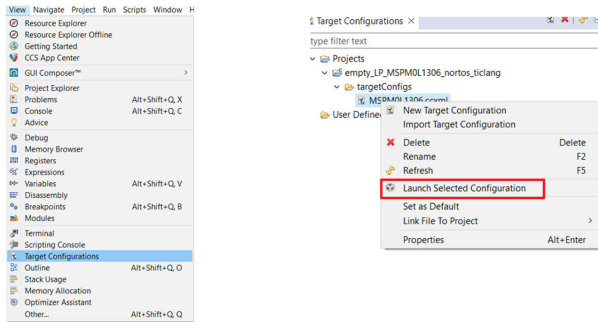 View Navigate Project Run Scripts Window H
Resource Explorer
Resource Explorer Offline
Getting Started
CCS App Center
GUI Composer™ >
Project Explorer
Problems Alt+Shift+Q, X
Console Alt+Shift+Q, C
Advice
Debug
Memory Browser
Registers
Expressions
Variables Alt+Shift+Q, V
Disassembly
Breakpoints Alt+Shift+Q, B
Modules
Terminal
Scripting Console
Target Configurations
Outline Alt+Shift+Q, O
Stack Usage
Memory Allocation
Optimizer Assistant
Other... Alt+Shift+Q, Q
Target Configurations
type filter text
Projects
empty_LP_MSPM0L1306_nortos_ticlang
targetConfigs
MSPM0L1306.ccxml
User Define
New Target Configuration
Import Target Configuration
Delete Delete
Rename F2
Refresh F5
Launch Selected Configuration
Set as Default
Link File To Project >
Properties Alt+Enter